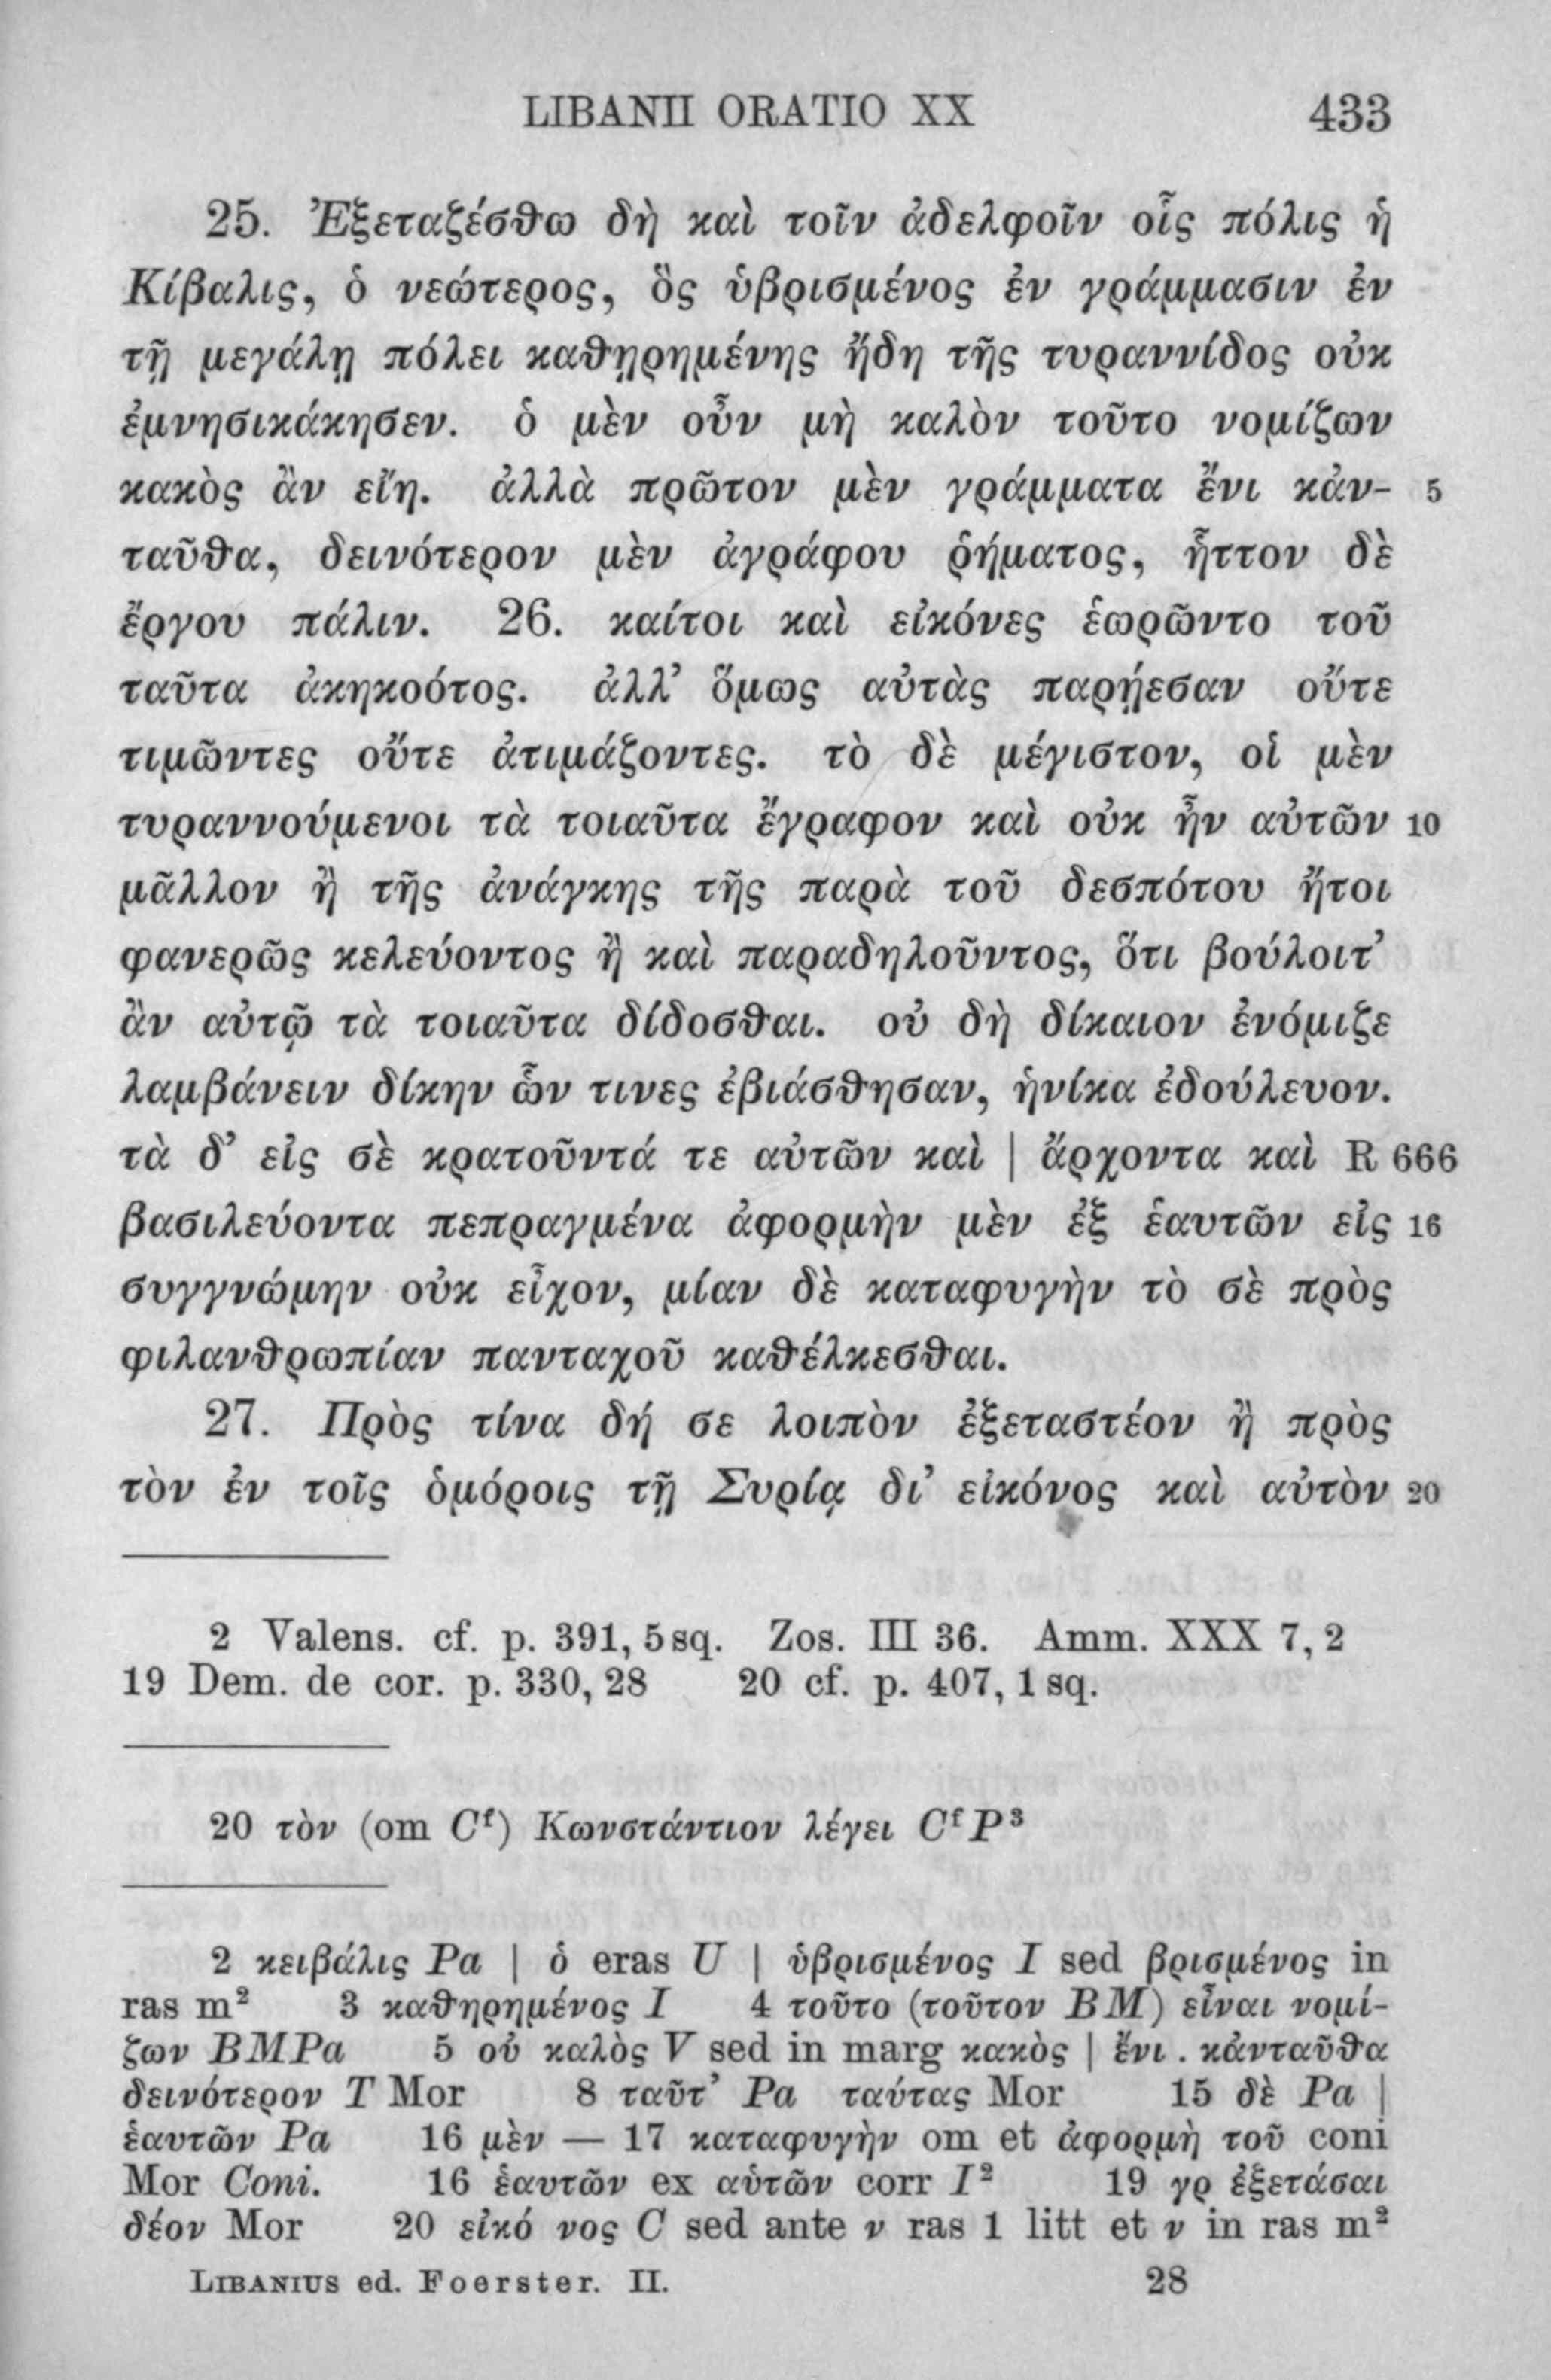 LIBANII ORATIO XX 433
25. Ἐξεταζέσθω δὴ καὶ τοῖν ἀδελφοῖν οἷς πόλις ἡ
Κίβαλις, ὁ νεώτερος, ὃς ὑβρισμένος ἐν γράμμασιν ἐν
τῇ μεγάλῃ πόλει καθῃρημένης ἤδη τῆς τυραννίδος οὐκ
ἐμνησικάκησεν. ὁ μὲν οὖν μὴ καλὸν τοῦτο νομίζων
κακὸς ἂν εἴη. ἀλλὰ πρῶτον μὲν γράμματα ἔνι κἀν- 5
ταῦθα, δεινότερον μὲν ἀγράφου ῥήματος, ἧττον δὲ
ἔργου πάλιν. 26. καίτοι καὶ εἰκόνες ἑωρῶντο τοῦ
ταῦτα ἀκηκοότος. ἀλλ’ ὅμως αὐτὰς παρῄεσαν οὔτε
τιμῶντες οὔτε ἀτιμάζοντες. τὸ δὲ μέγιστον, οἱ μὲν
τυραννούμενοι τὰ τοιαῦτα ἔγραφον καὶ οὐκ ἦν αὐτῶν 10
μᾶλλον ἢ τῆς ἀνάγκης τῆς παρὰ τοῦ δεσπότου ἤτοι
φανερῶς κελεύοντος ἢ καὶ παραδηλοῦντος, ὅτι βούλοιτ’
ἂν αὐτῷ τὰ τοιαῦτα δίδοσθαι. οὐ δὴ δίκαιον ἐνόμιζε
λαμβάνειν δίκην ὧν τινες ἐβιάσθησαν, ἡνίκα ἐδούλευον.
τὰ δ’ εἰς σὲ κρατοῦντά τε αὐτῶν καὶ | ἄρχοντα καὶ R 666
βασιλεύοντα πεπραγμένα ἀφορμὴν μὲν ἐξ ἑαυτῶν εἰς 16
συγγνώμην οὐκ εἶχον, μίαν δὲ καταφυγὴν τὸ σὲ πρὸς
φιλανθρωπίαν πανταχοῦ καθέλκεσθαι.
27. Πρὸς τίνα δή σε λοιπὸν ἐξεταστέον ἢ πρὸς
τὸν ἐν τοῖς ὁμόροις τῇ Συρίᾳ δι’ εἰκόνος καὶ αὐτὸν 20
2 Valens. cf. p. 391, 5 sq. Zos. III 36. Amm. XXX 7, 2
19 Dem. de cor. p. 330, 28 20 cf. p. 407, 1 sq.
20 τὸν (om Cᶠ) Κωνστάντιον λέγει CᶠP³
2 κειβάλις Pa | ὁ eras U | ὑβρισμένος I sed βρισμένος in
ras m² 3 καθηρημένος I 4 τοῦτο (τοῦτον BM) εἶναι νομί-
ζων BMPa 5 οὐ καλὸς V sed in marg κακὸς | ἔνι . κἀνταῦθα
δεινότερον T Mor 8 ταῦτ’ Pa ταύτας Mor 15 δὲ Pa |
ἑαυτῶν Pa 16 μὲν — 17 καταφυγὴν om et ἀφορμὴ τοῦ coni
Mor Coni. 16 ἑαυτῶν ex αὑτῶν corr I² 19 γρ ἐξετάσαι
δέον Mor 20 εἰκό νος C sed ante ν ras 1 litt et ν in ras m²
LIBANIUS ed. Foerster. II. 28